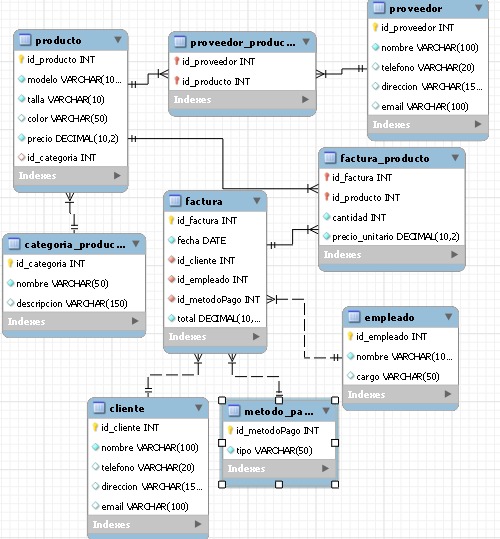 producto
id_producto INT
modelo VARCHAR(10...
talla VARCHAR(10)
color VARCHAR(50)
precio DECIMAL(10,2)
id_categoria INT
Indexes
proveedor_produc...
id_proveedor INT
id_producto INT
Indexes
proveedor
id_proveedor INT
nombre VARCHAR(100)
telefono VARCHAR(20)
direccion VARCHAR(15...
email VARCHAR(100)
Indexes
factura_producto
id_factura INT
id_producto INT
cantidad INT
precio_unitario DECIMAL(10,2)
Indexes
factura
id_factura INT
fecha DATE
id_cliente INT
id_empleado INT
id_metodoPago INT
total DECIMAL(10,...
Indexes
categoria_produc...
id_categoria INT
nombre VARCHAR(50)
descripcion VARCHAR(150)
Indexes
empleado
id_empleado INT
nombre VARCHAR(10...
cargo VARCHAR(50)
Indexes
cliente
id_cliente INT
nombre VARCHAR(100)
telefono VARCHAR(20)
direccion VARCHAR(15...
email VARCHAR(100)
Indexes
metodo_pa...
id_metodoPago INT
tipo VARCHAR(50)
Indexes